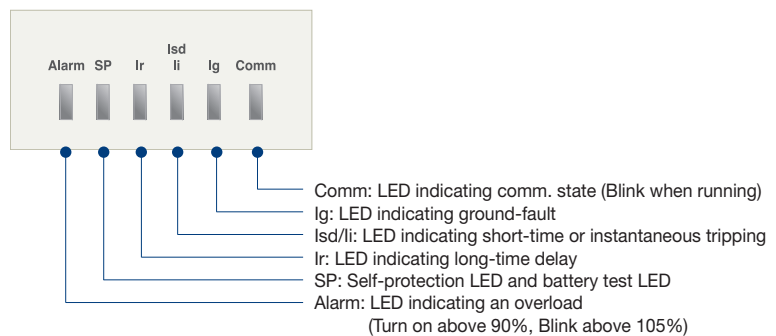 Isd
Alarm SP Ir Ii Ig Comm
Comm: LED indicating comm. state (Blink when running)
Ig: LED indicating ground-fault
Isd/Ii: LED indicating short-time or instantaneous tripping
Ir: LED indicating long-time delay
SP: Self-protection LED and battery test LED
Alarm: LED indicating an overload
(Turn on above 90%, Blink above 105%)